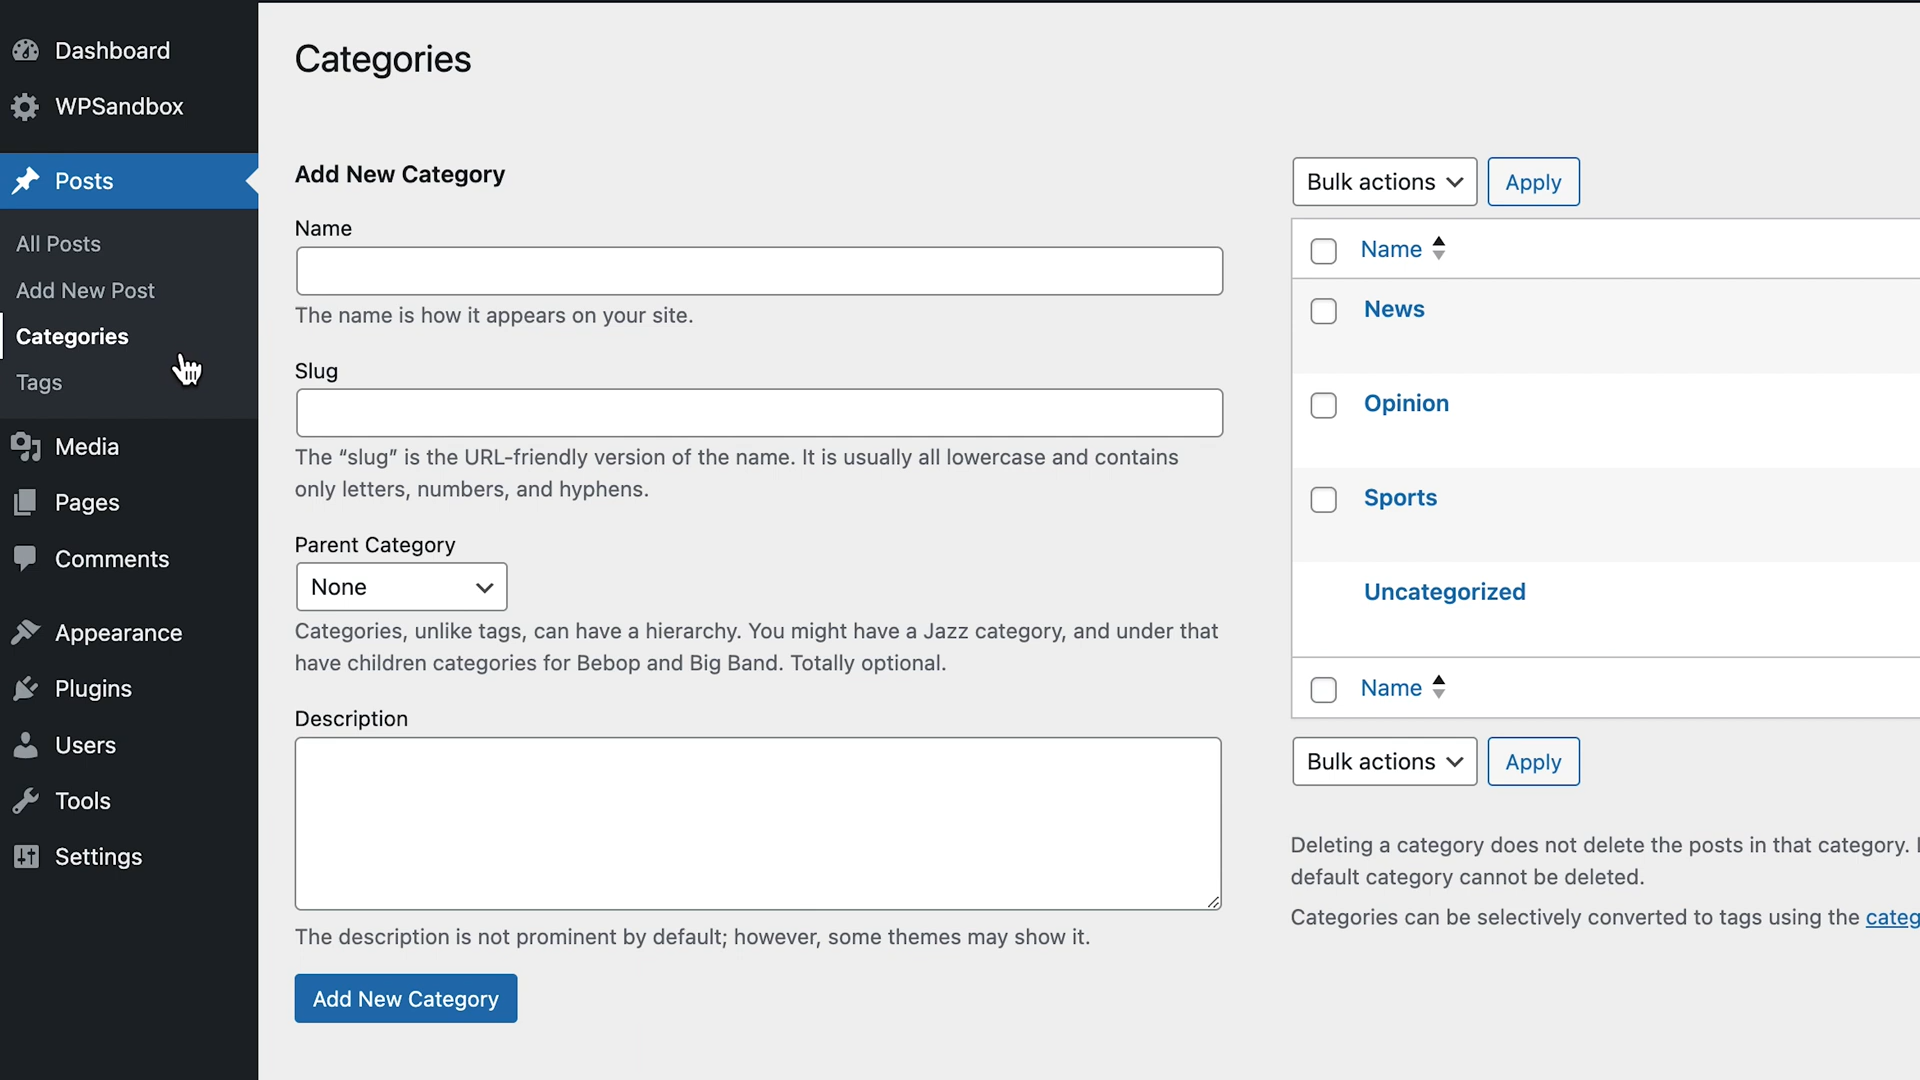 Dashboard
WPSandbox
Posts
All Posts
Add New Post
Categories
Tags
Media
Pages
Comments
Appearance
Plugins
Users
Tools
Settings
Categories
Add New Category
Name
The name is how it appears on your site.
Slug
The “slug” is the URL-friendly version of the name. It is usually all lowercase and contains
only letters, numbers, and hyphens.
Parent Category
None
Categories, unlike tags, can have a hierarchy. You might have a Jazz category, and under that
have children categories for Bebop and Big Band. Totally optional.
Description
The description is not prominent by default; however, some themes may show it.
Add New Category
Bulk actions Apply
Name
News
Opinion
Sports
Uncategorized
Name
Bulk actions Apply
Deleting a category does not delete the posts in that category.
default category cannot be deleted.
Categories can be selectively converted to tags using the categ